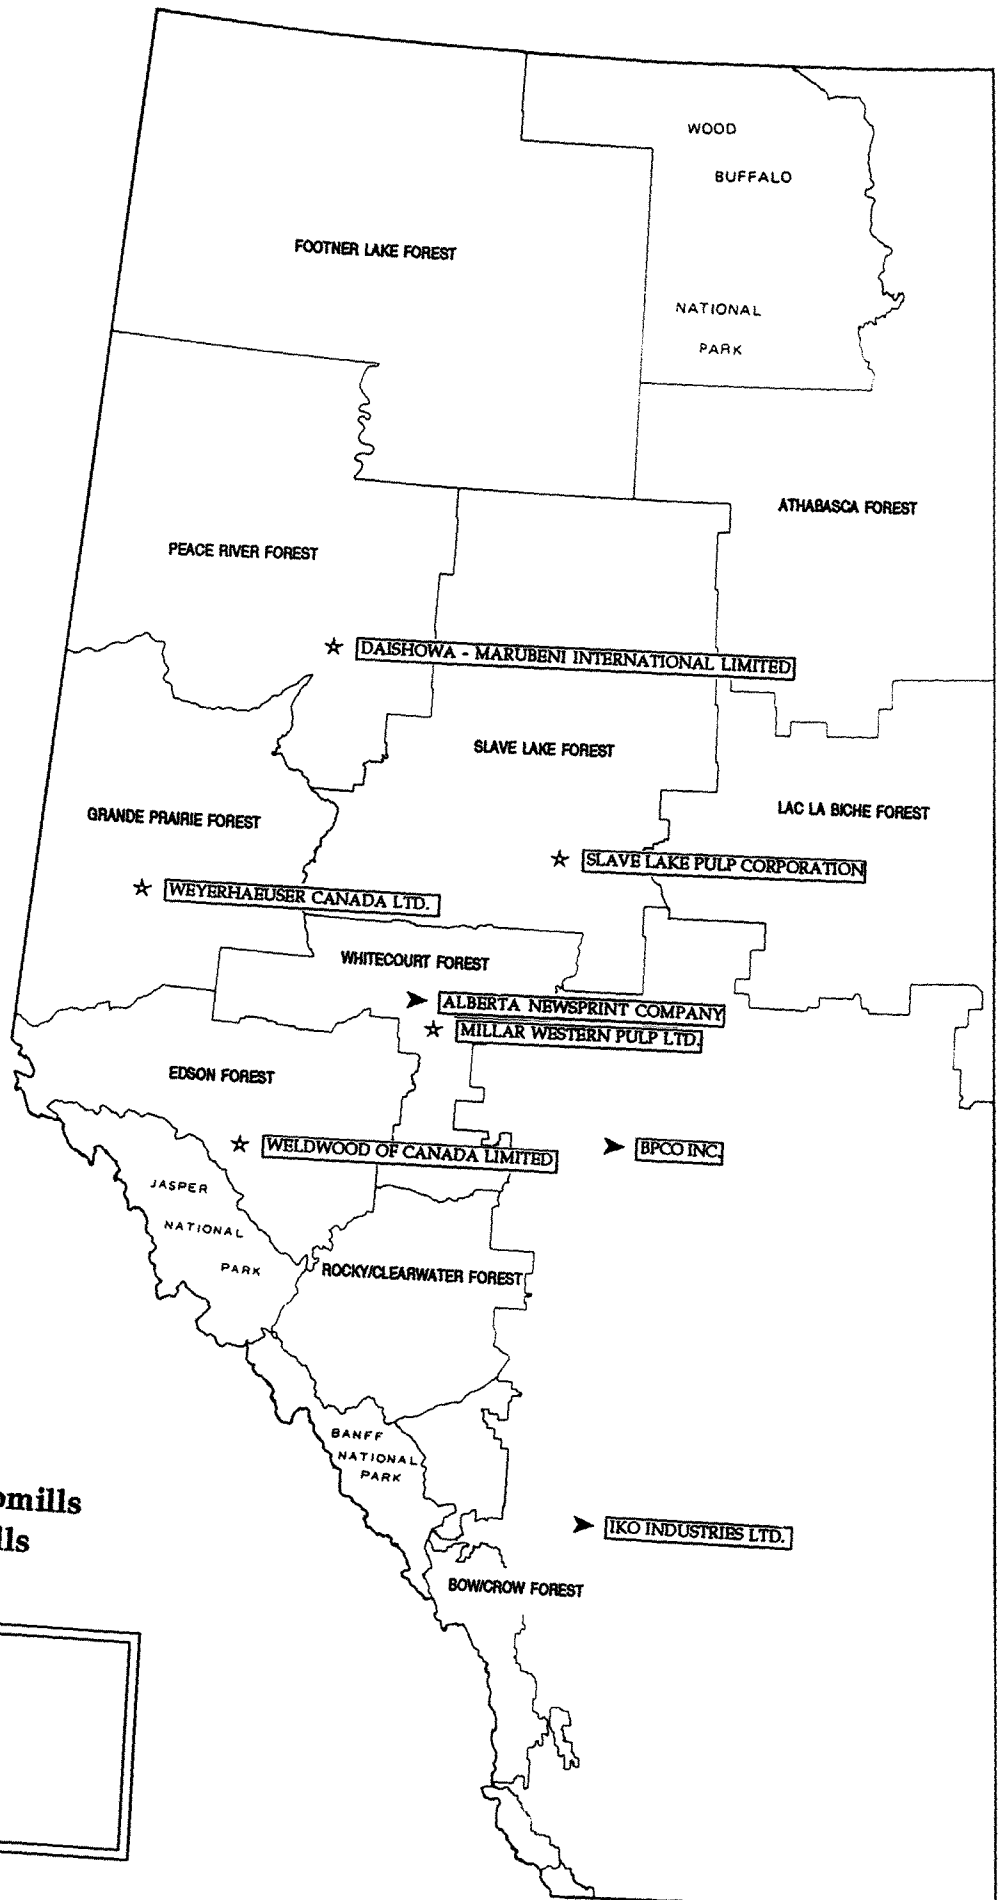 WOOD
BUFFALO
FOOTNER LAKE FOREST
NATIONAL
PARK
ATHABASCA FOREST
PEACE RIVER FOREST
DAISHOWA - MARUBENI INTERNATIONAL LIMITED
SLAVE LAKE FOREST
LAC LA BICHE FOREST
GRANDE PRAIRIE FOREST
SLAVE LAKE PULP CORPORATION
WEYERHAEUSER CANADA LTD.
WHITECOURT FOREST
ALBERTA NEWSPRINT COMPANY
MILLAR WESTERN PULP LTD.
EDSON FOREST
WELDWOOD OF CANADA LIMITED
BPCO INC.
JASPER
NATIONAL
PARK
ROCKY/CLEARWATER FOREST
BANFF
NATIONAL
PARK
IKO INDUSTRIES LTD.
BOW/CROW FOREST